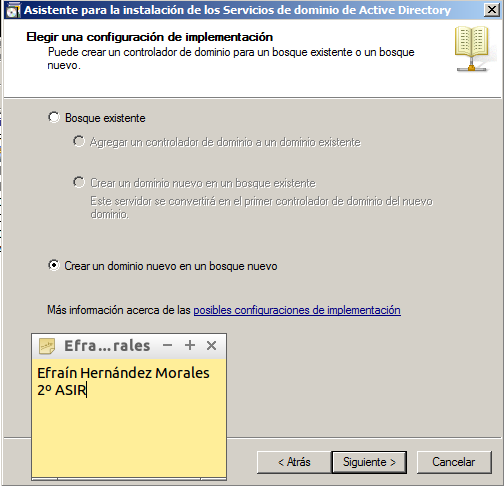 Asistente para la instalación de los Servicios de dominio de Active Directory
Elegir una configuración de implementación
Puede crear un controlador de dominio para un bosque existente o un bosque
nuevo.
Bosque existente
Agregar un controlador de dominio a un dominio existente
Crear un dominio nuevo en un bosque existente
Este servidor se convertirá en el primer controlador de dominio del nuevo
dominio.
Crear un dominio nuevo en un bosque nuevo
Más información acerca de las posibles configuraciones de implementación
Efra...rales
Efraín Hernández Morales
2º ASIR
< Atrás
Siguiente >
Cancelar